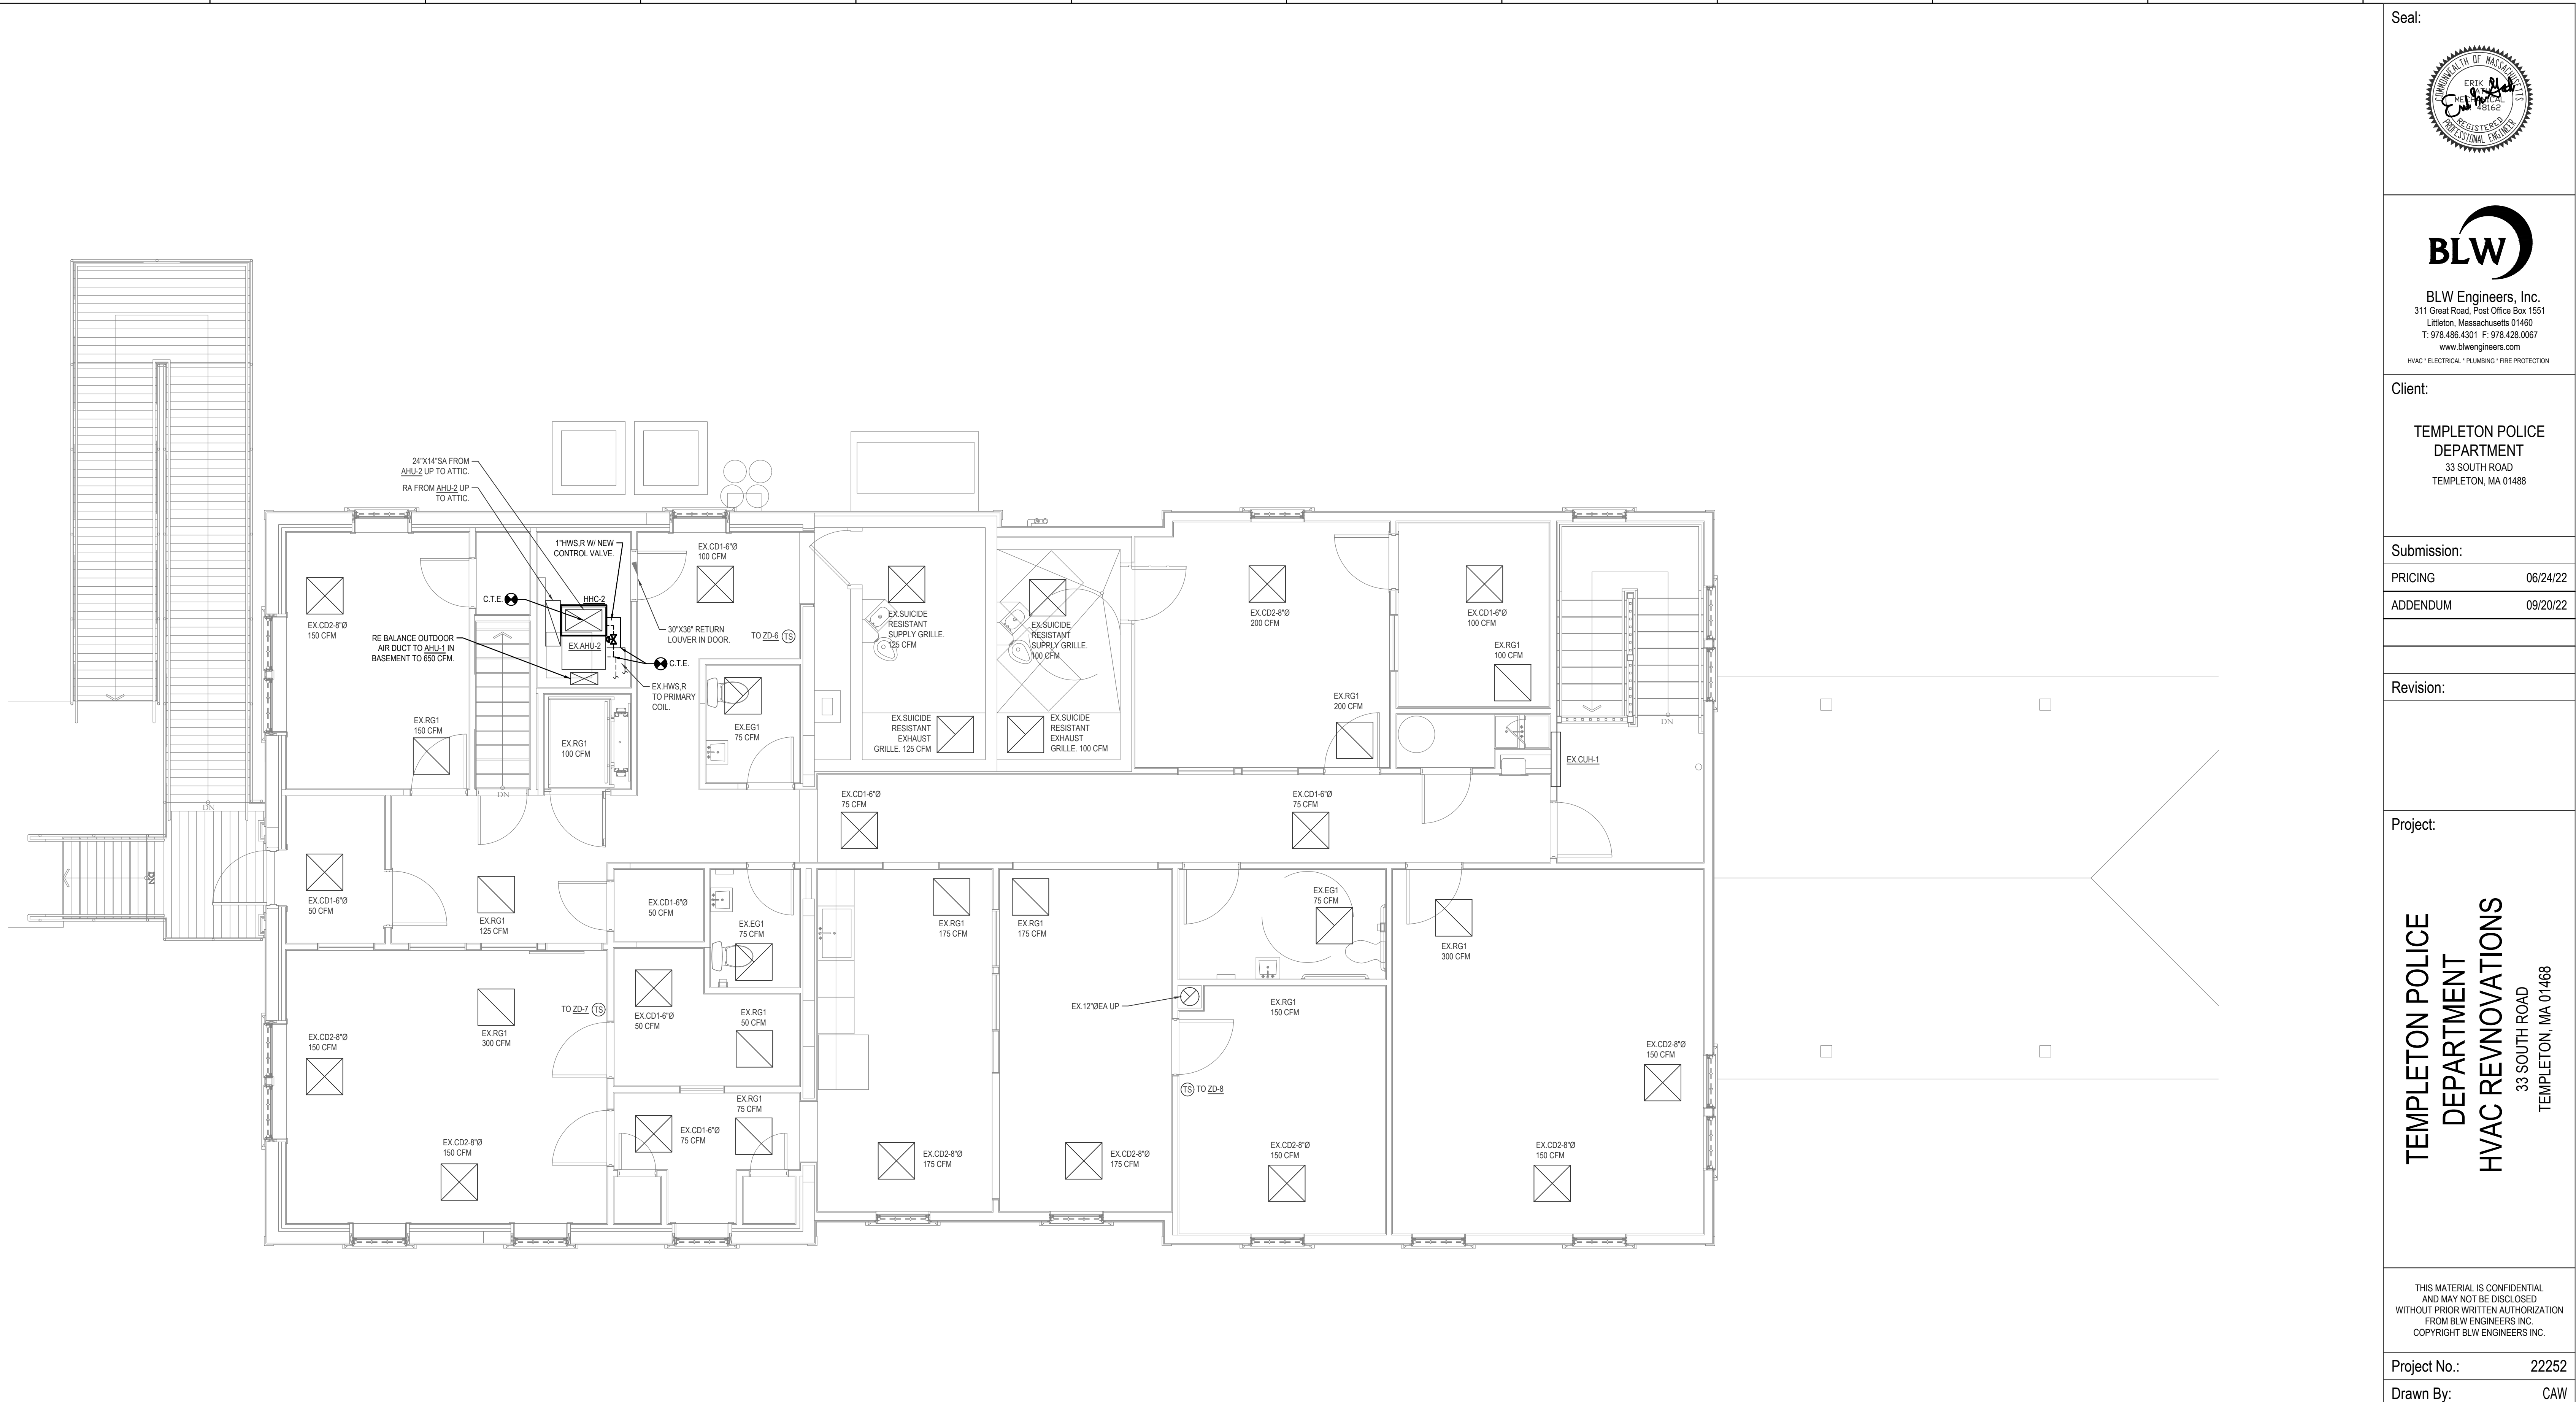 24"X14"SA FROM
AHU-2 UP TO ATTIC.
RA FROM AHU-2 UP
TO ATTIC.
1"HWS,R W/ NEW
CONTROL VALVE.
C.T.E.
HHC-2
RE BALANCE OUTDOOR
AIR DUCT TO AHU-1 IN
BASEMENT TO 650 CFM.
EX.AHU-2
30"X36" RETURN
LOUVER IN DOOR.
C.T.E.
EX.HWS,R
TO PRIMARY
COIL.
TO ZD-6
TS
EX.CD2-8"Ø
150 CFM
EX.RG1
150 CFM
EX.RG1
100 CFM
DN
EX.CD1-6"Ø
100 CFM
EX.EG1
75 CFM
EX.SUICIDE
RESISTANT
SUPPLY GRILLE.
125 CFM
EX.SUICIDE
RESISTANT
SUPPLY GRILLE.
100 CFM
EX.SUICIDE
RESISTANT
EXHAUST
GRILLE. 125 CFM
EX.SUICIDE
RESISTANT
EXHAUST
GRILLE. 100 CFM
EX.CD2-8"Ø
200 CFM
EX.RG1
200 CFM
EX.CD1-6"Ø
100 CFM
EX.RG1
100 CFM
EX.CUH-1
DN
DN
DN
EX.CD1-6"Ø
75 CFM
EX.CD1-6"Ø
75 CFM
EX.CD1-6"Ø
50 CFM
EX.RG1
125 CFM
EX.CD1-6"Ø
50 CFM
EX.EG1
75 CFM
EX.RG1
175 CFM
EX.RG1
175 CFM
EX.EG1
75 CFM
EX.RG1
300 CFM
EX.CD2-8"Ø
150 CFM
EX.RG1
300 CFM
TO ZD-7
TS
EX.CD1-6"Ø
50 CFM
EX.RG1
50 CFM
EX.12"ØEA UP
EX.RG1
150 CFM
TS
TO ZD-8
EX.CD2-8"Ø
150 CFM
EX.CD2-8"Ø
150 CFM
EX.CD1-6"Ø
75 CFM
EX.RG1
75 CFM
EX.CD2-8"Ø
175 CFM
EX.CD2-8"Ø
175 CFM
EX.CD2-8"Ø
150 CFM
EX.CD2-8"Ø
150 CFM
Seal:
COMMONWEALTH OF MASSACHUSETTS
ERIK
MECHANICAL
48162
REGISTERED
PROFESSIONAL ENGINEER
BLW
BLW Engineers, Inc.
311 Great Road, Post Office Box 1551
Littleton, Massachusetts 01460
T: 978.486.4301 F: 978.428.0067
www.blwengineers.com
HVAC * ELECTRICAL * PLUMBING * FIRE PROTECTION
Client:
TEMPLETON POLICE
DEPARTMENT
33 SOUTH ROAD
TEMPLETON, MA 01488
Submission:
PRICING 06/24/22
ADDENDUM 09/20/22
Revision:
Project:
TEMPLETON POLICE
DEPARTMENT
HVAC REVNOVATIONS
33 SOUTH ROAD
TEMPLETON, MA 01468
THIS MATERIAL IS CONFIDENTIAL
AND MAY NOT BE DISCLOSED
WITHOUT PRIOR WRITTEN AUTHORIZATION
FROM BLW ENGINEERS INC.
COPYRIGHT BLW ENGINEERS INC.
Project No.: 22252
Drawn By: CAW